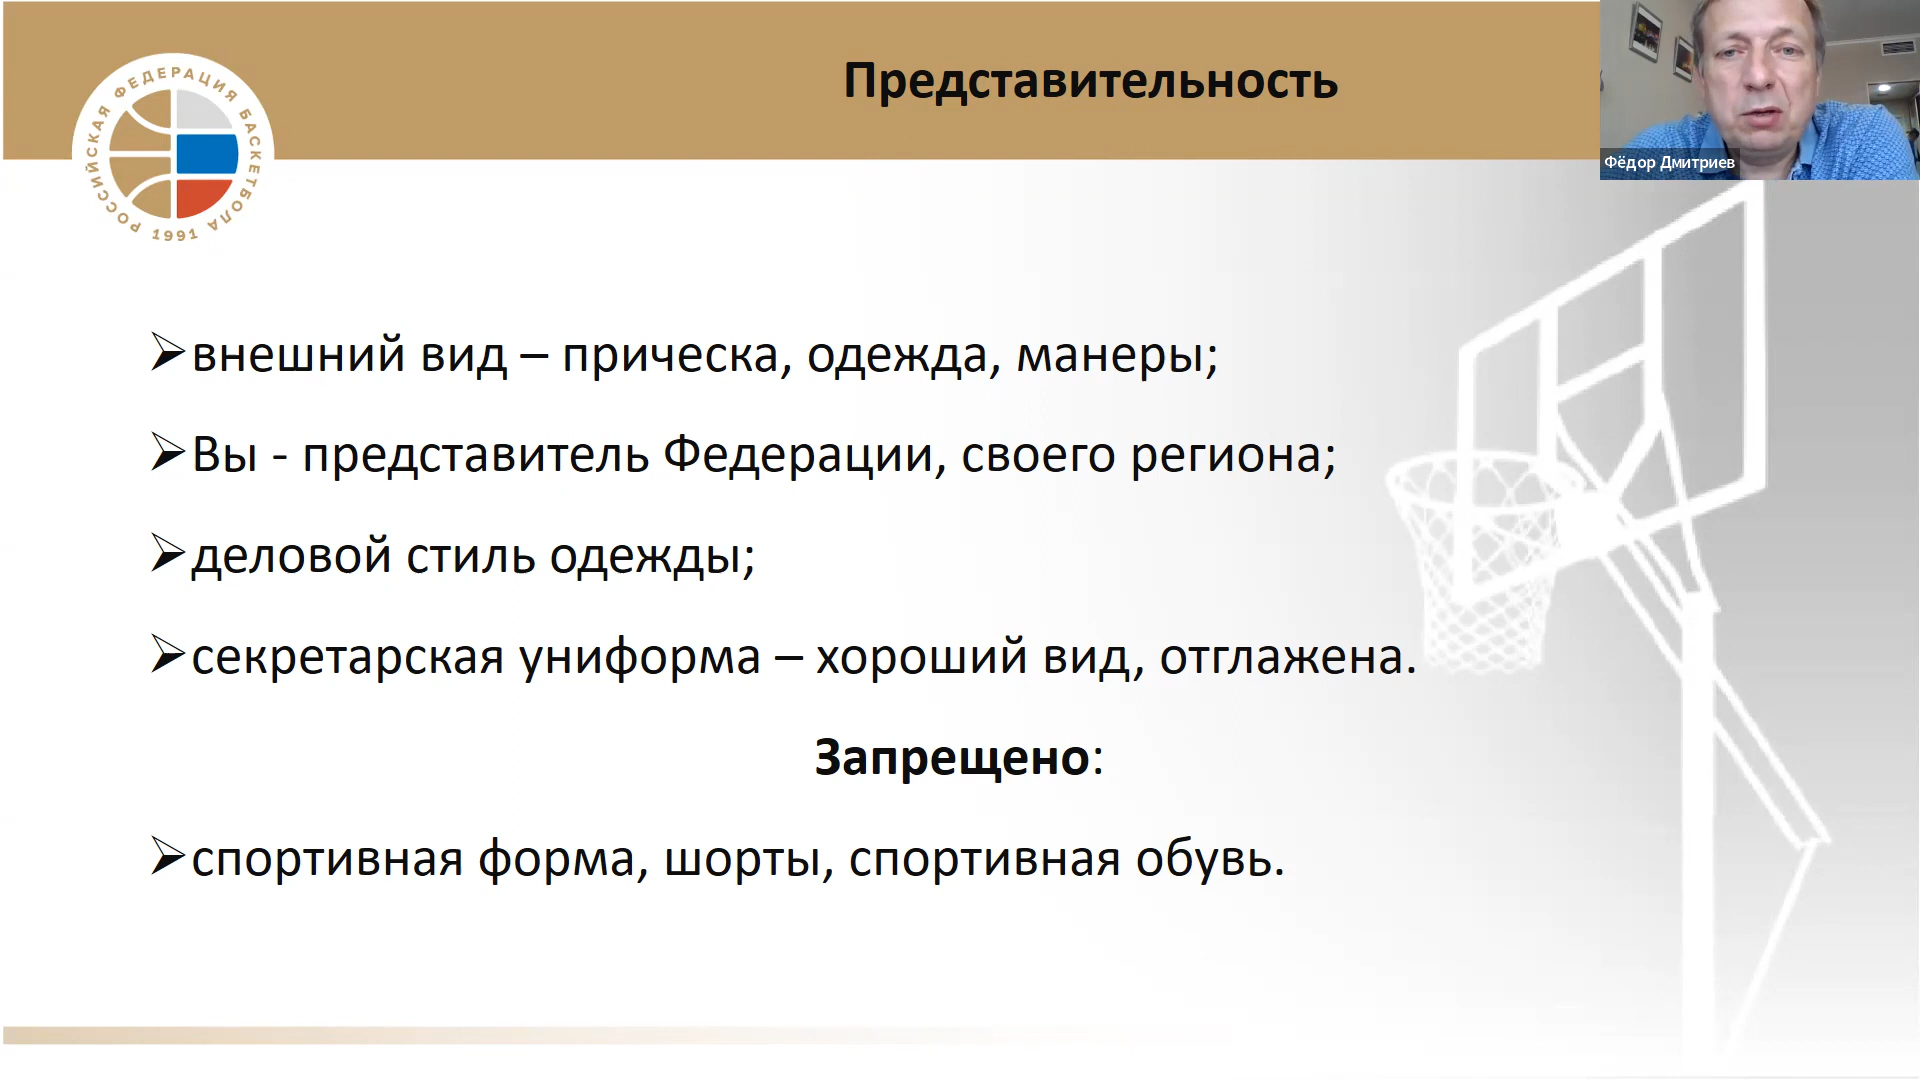 Представительность
Фёдор Дмитриев
РОССИЙСКАЯ ФЕДЕРАЦИЯ БАСКЕТБОЛА
1991
внешний вид – прическа, одежда, манеры;
Вы - представитель Федерации, своего региона;
деловой стиль одежды;
секретарская униформа – хороший вид, отглажена.
Запрещено:
спортивная форма, шорты, спортивная обувь.